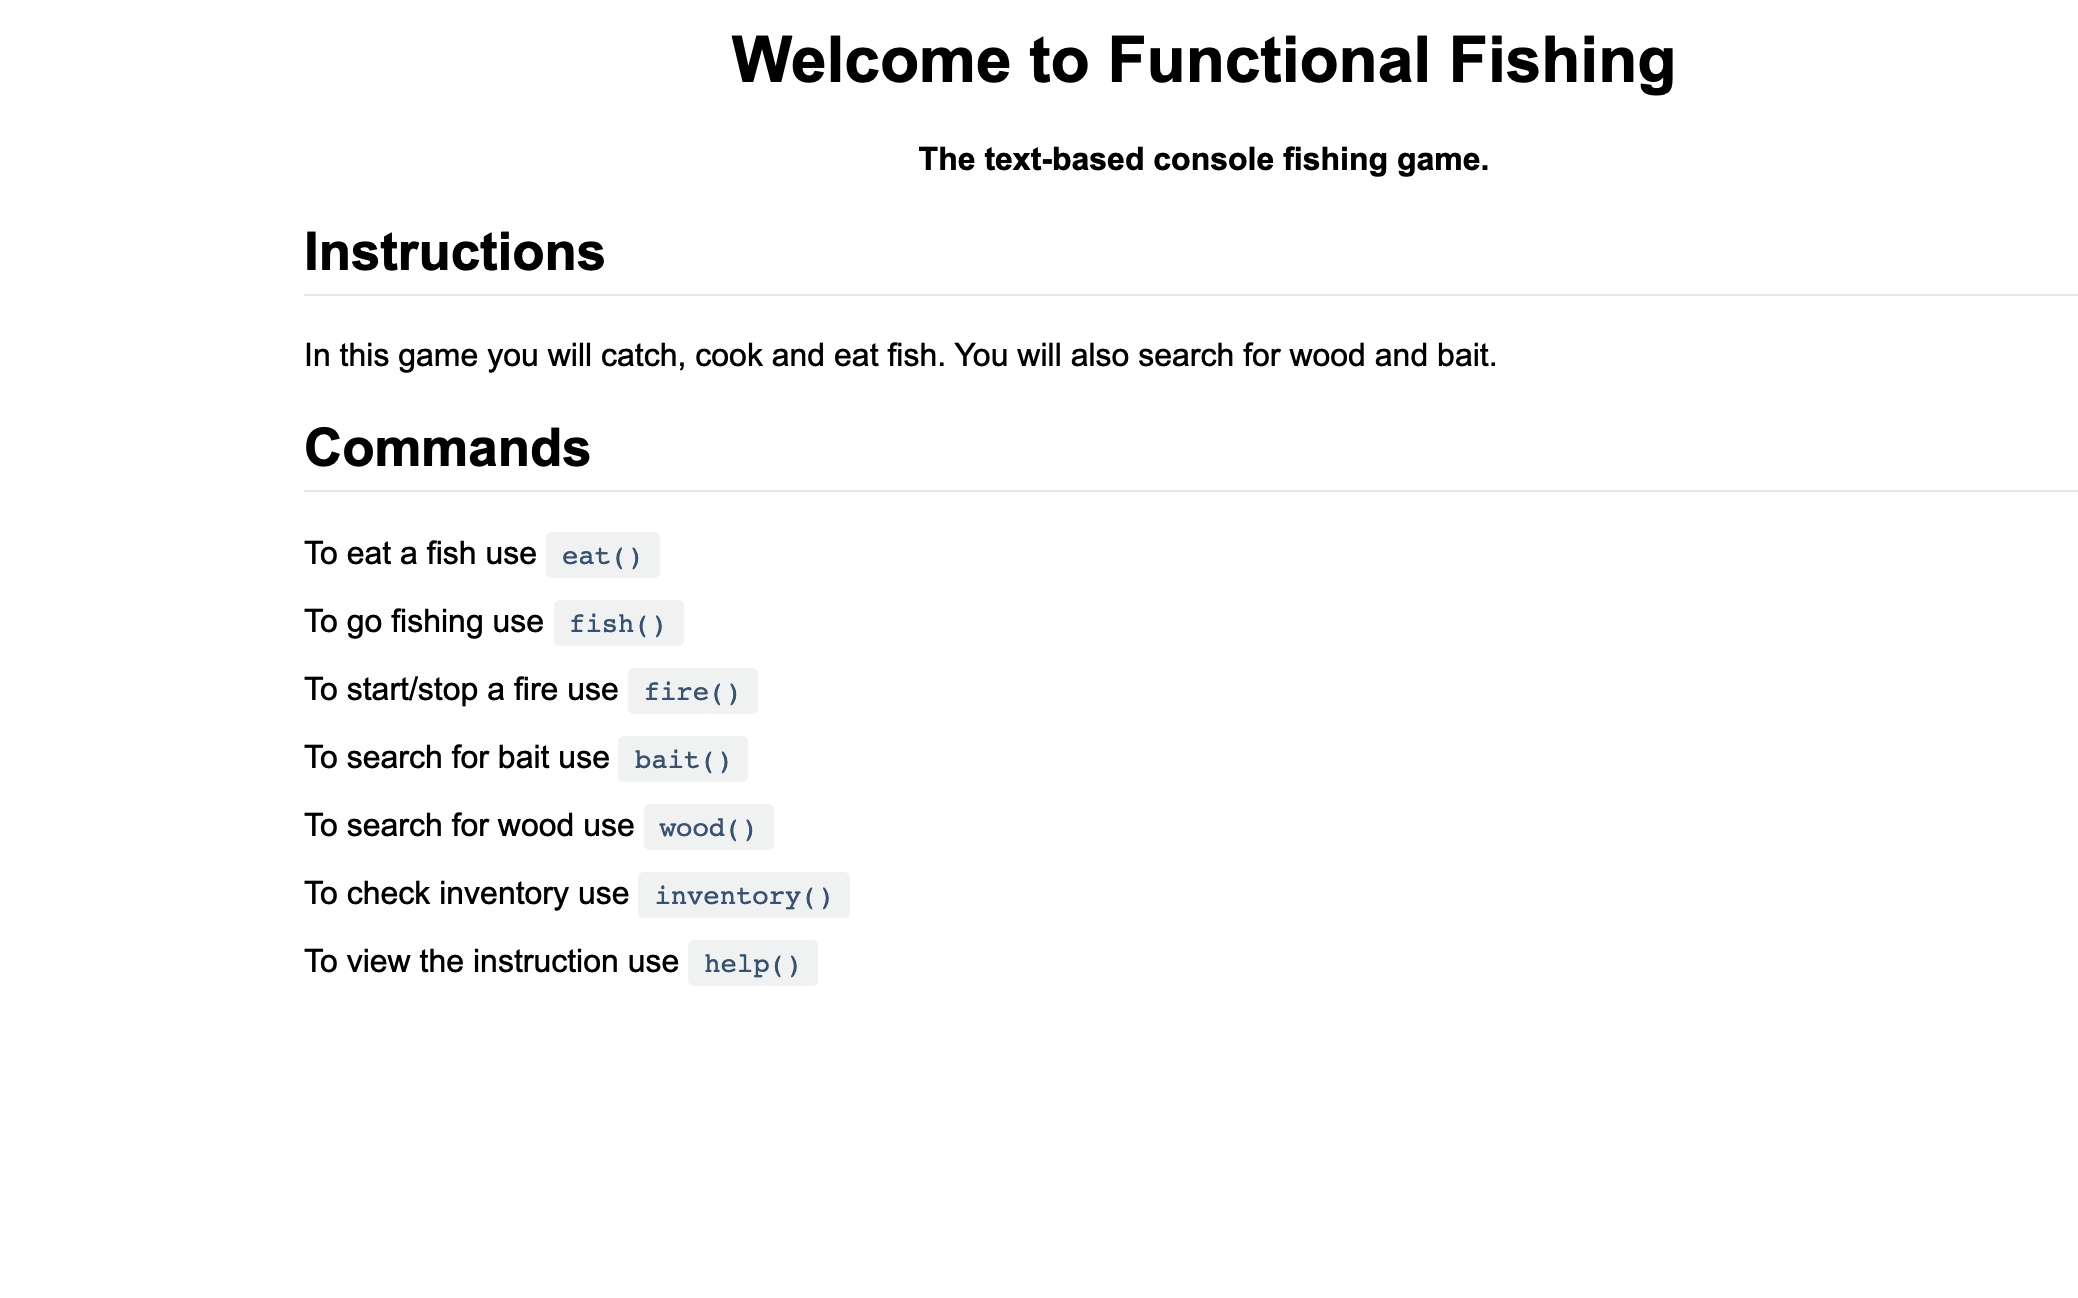 Welcome to Functional Fishing
The text-based console fishing game.
Instructions
In this game you will catch, cook and eat fish. You will also search for wood and bait.
Commands
To eat a fish use eat()
To go fishing use fish()
To start/stop a fire use fire()
To search for bait use bait()
To search for wood use wood()
To check inventory use inventory()
To view the instruction use help()